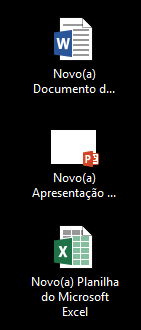 W
Novo(a)
Documento d...
P
Novo(a)
Apresentação ...
X
Novo(a) Planilha
do Microsoft
Excel